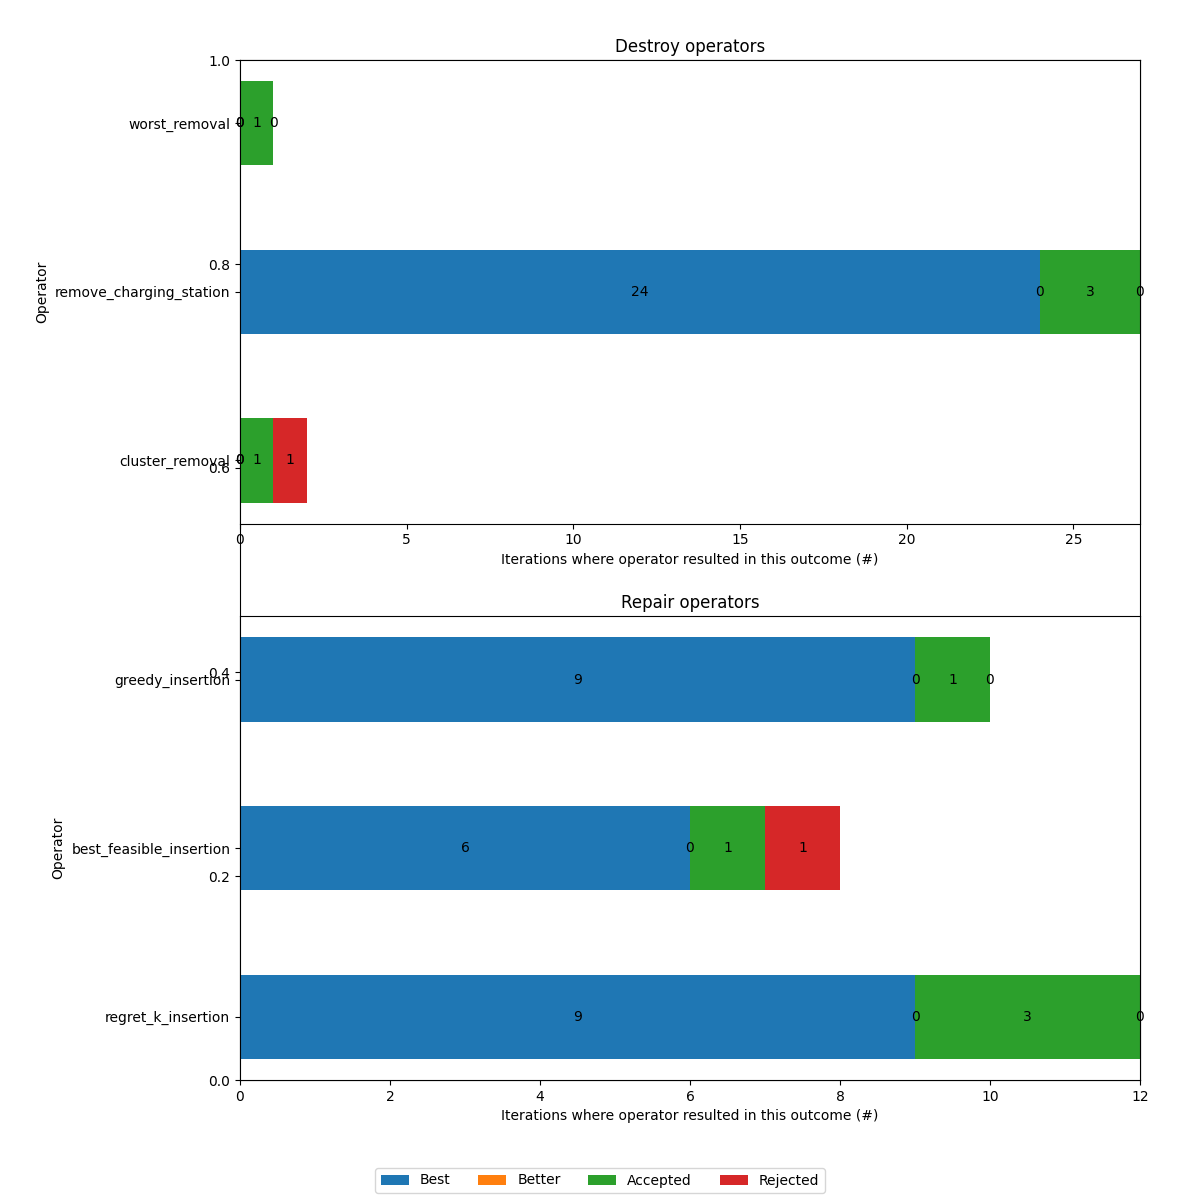 Destroy operators
1.0
worst_removal 0 0 1 0
0.8
Operator
remove_charging_station 24 0 3 0
cluster_removal 0 0 1 1
0.6
0 5 10 15 20 25
Iterations where operator resulted in this outcome (#)
Repair operators
0.4
greedy_insertion 9 0 1 0
Operator
best_feasible_insertion 6 0 1 1
0.2
regret_k_insertion 9 0 3 0
0.0
0 2 4 6 8 10 12
Iterations where operator resulted in this outcome (#)
Best Better Accepted Rejected